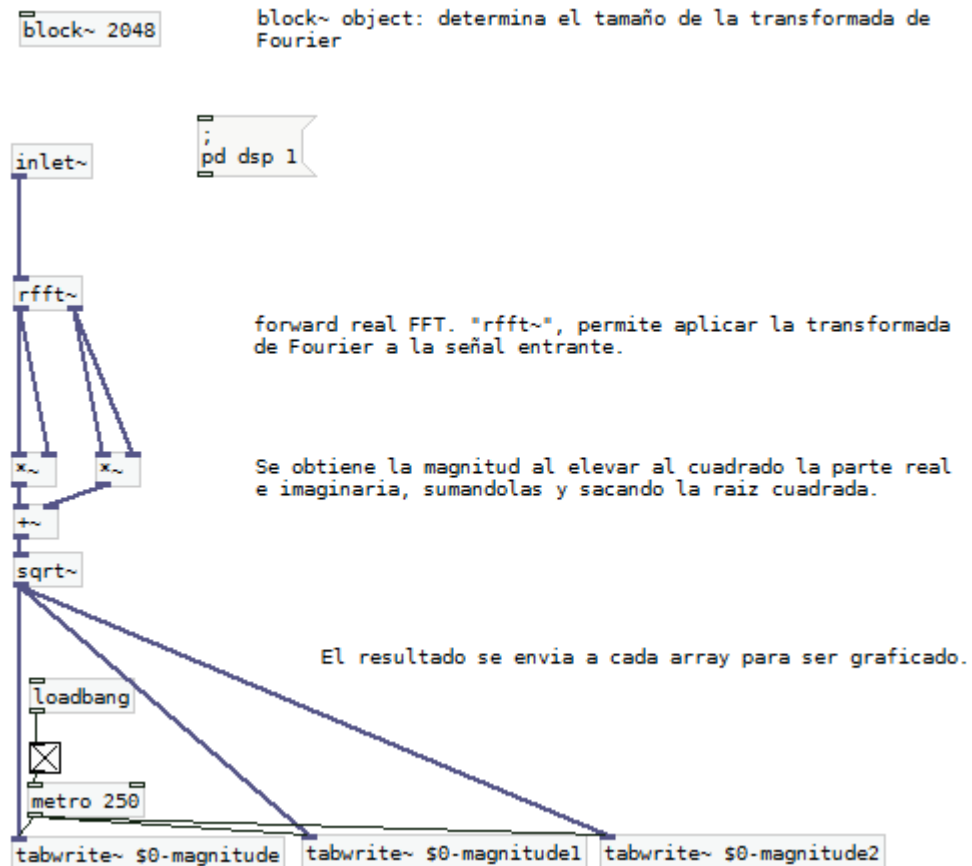 block~ 2048
block~ object: determina el tamaño de la transformada de
Fourier
;
pd dsp 1
inlet~
rfft~
forward real FFT. "rfft~", permite aplicar la transformada
de Fourier a la señal entrante.
*~
*~
Se obtiene la magnitud al elevar al cuadrado la parte real
e imaginaria, sumandolas y sacando la raiz cuadrada.
+~
sqrt~
El resultado se envia a cada array para ser graficado.
loadbang
metro 250
tabwrite~ $0-magnitude
tabwrite~ $0-magnitude1
tabwrite~ $0-magnitude2